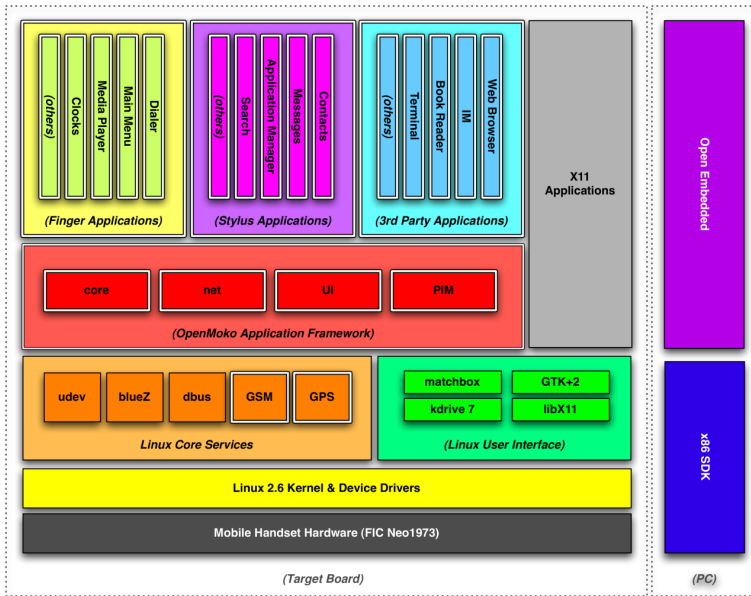 (others)
Clocks
Media Player
Main Menu
Dialer
(Finger Applications)
(others)
Search
Application Manager
Messages
Contacts
(Stylus Applications)
(others)
Terminal
Book Reader
IM
Web Browser
(3rd Party Applications)
X11
Applications
core
net
UI
PIM
(OpenMoko Application Framework)
udev
blueZ
dbus
GSM
GPS
Linux Core Services
matchbox
GTK+2
kdrive 7
libX11
(Linux User Interface)
Linux 2.6 Kernel & Device Drivers
Mobile Handset Hardware (FIC Neo1973)
(Target Board)
Open Embedded
x86 SDK
(PC)